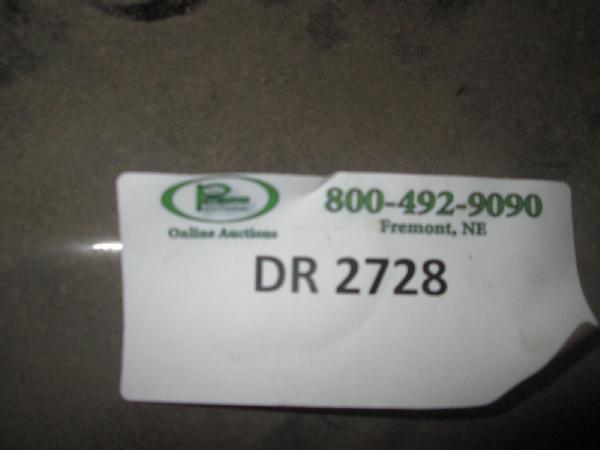 800-492-9090
Online Auctions
Fremont, NE
DR 2728